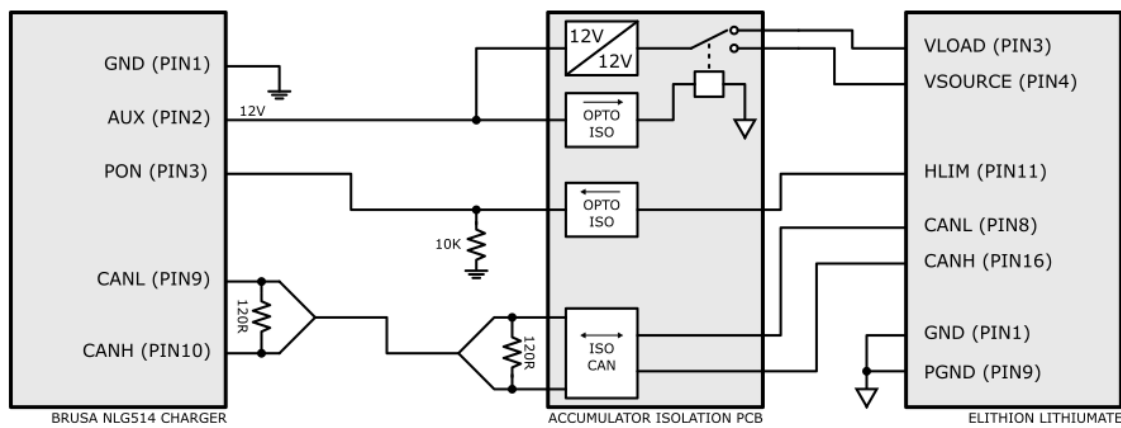 GND (PIN1)
AUX (PIN2)
PON (PIN3)
CANL (PIN9)
CANH (PIN10)
12V
10K
120R
120R
12V
12V
OPTO
ISO
OPTO
ISO
ISO
CAN
VLOAD (PIN3)
VSOURCE (PIN4)
HLIM (PIN11)
CANL (PIN8)
CANH (PIN16)
GND (PIN1)
PGND (PIN9)
BRUSA NLG514 CHARGER
ACCUMULATOR ISOLATION PCB
ELITHION LITHIUMATE